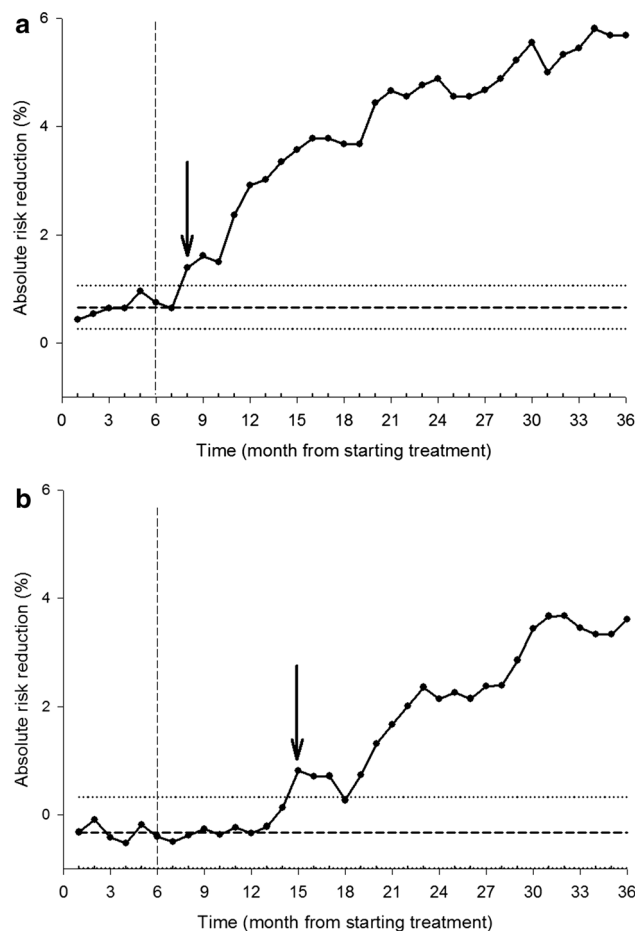 a
6
4
2
0
Absolute risk reduction (%)
0 3 6 9 12 15 18 21 24 27 30 33 36
Time (month from starting treatment)
b
6
4
2
0
Absolute risk reduction (%)
0 3 6 9 12 15 18 21 24 27 30 33 36
Time (month from starting treatment)